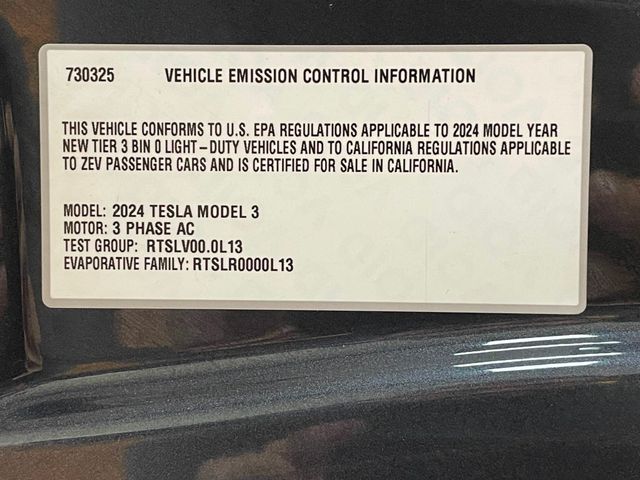 730325 VEHICLE EMISSION CONTROL INFORMATION
THIS VEHICLE CONFORMS TO U.S. EPA REGULATIONS APPLICABLE TO 2024 MODEL YEAR
NEW TIER 3 BIN 0 LIGHT-DUTY VEHICLES AND TO CALIFORNIA REGULATIONS APPLICABLE
TO ZEV PASSENGER CARS AND IS CERTIFIED FOR SALE IN CALIFORNIA.
MODEL: 2024 TESLA MODEL 3
MOTOR: 3 PHASE AC
TEST GROUP: RTSLV00.0L13
EVAPORATIVE FAMILY: RTSLR0000L13